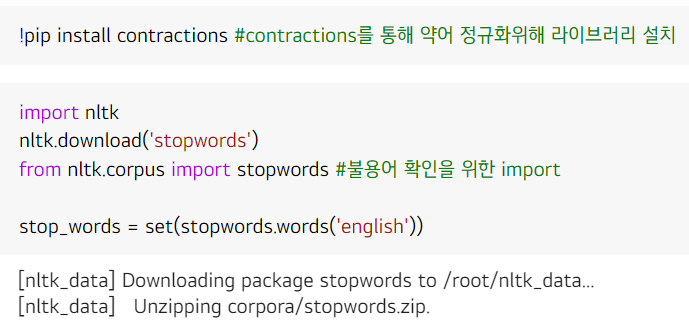 !pip install contractions #contractions를 통해 약어 정규화위해 라이브러리 설치
import nltk
nltk.download('stopwords')
from nltk.corpus import stopwords #불용어 확인을 위한 import
stop_words = set(stopwords.words('english'))
[nltk_data] Downloading package stopwords to /root/nltk_data...
[nltk_data]   Unzipping corpora/stopwords.zip.